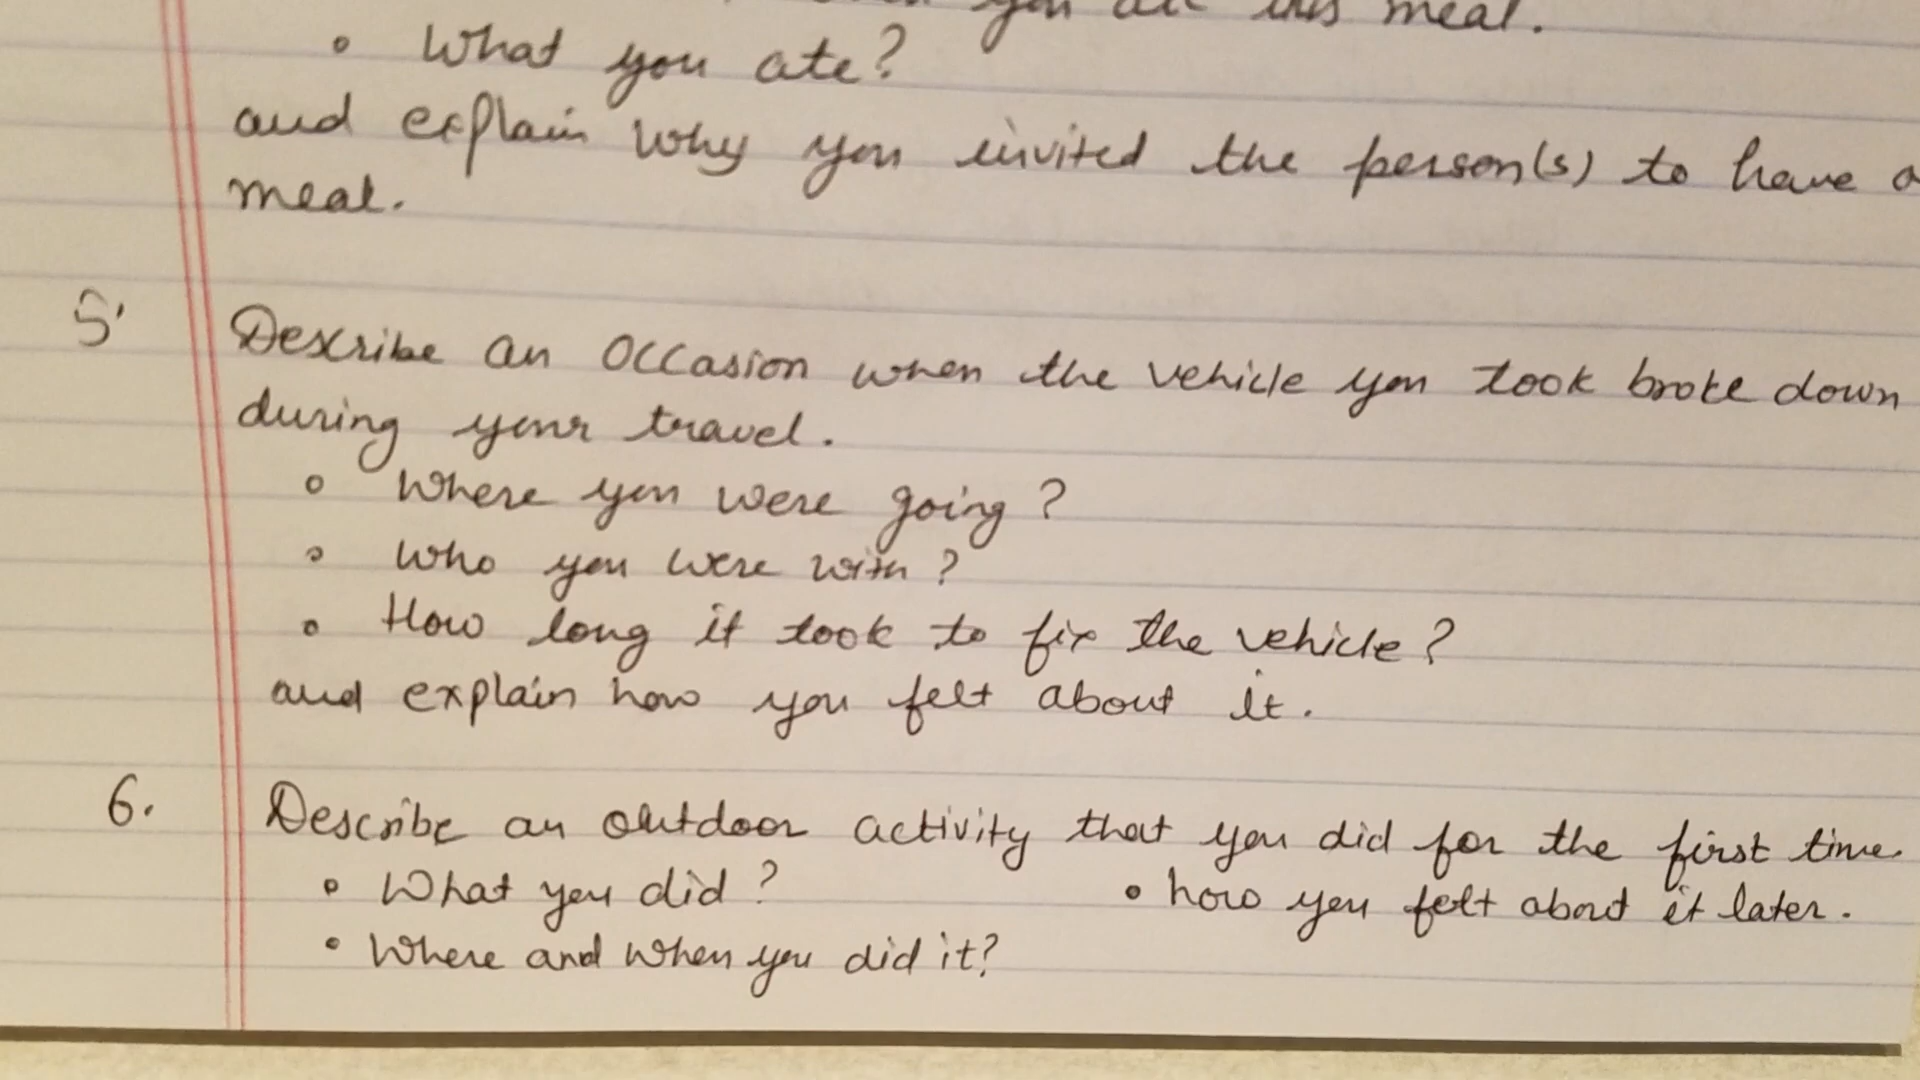 you all this meal.
• What you ate?
and explain why you invited the person(s) to have a
meal.
5. Describe an Occasion when the vehicle you took broke down
during your travel.
• Where you were going?
• Who you were with?
• How long it took to fix the vehicle?
and explain how you felt about it.
6. Describe an outdoor activity that you did for the first time.
• What you did? • how you felt about it later.
• Where and when you did it?